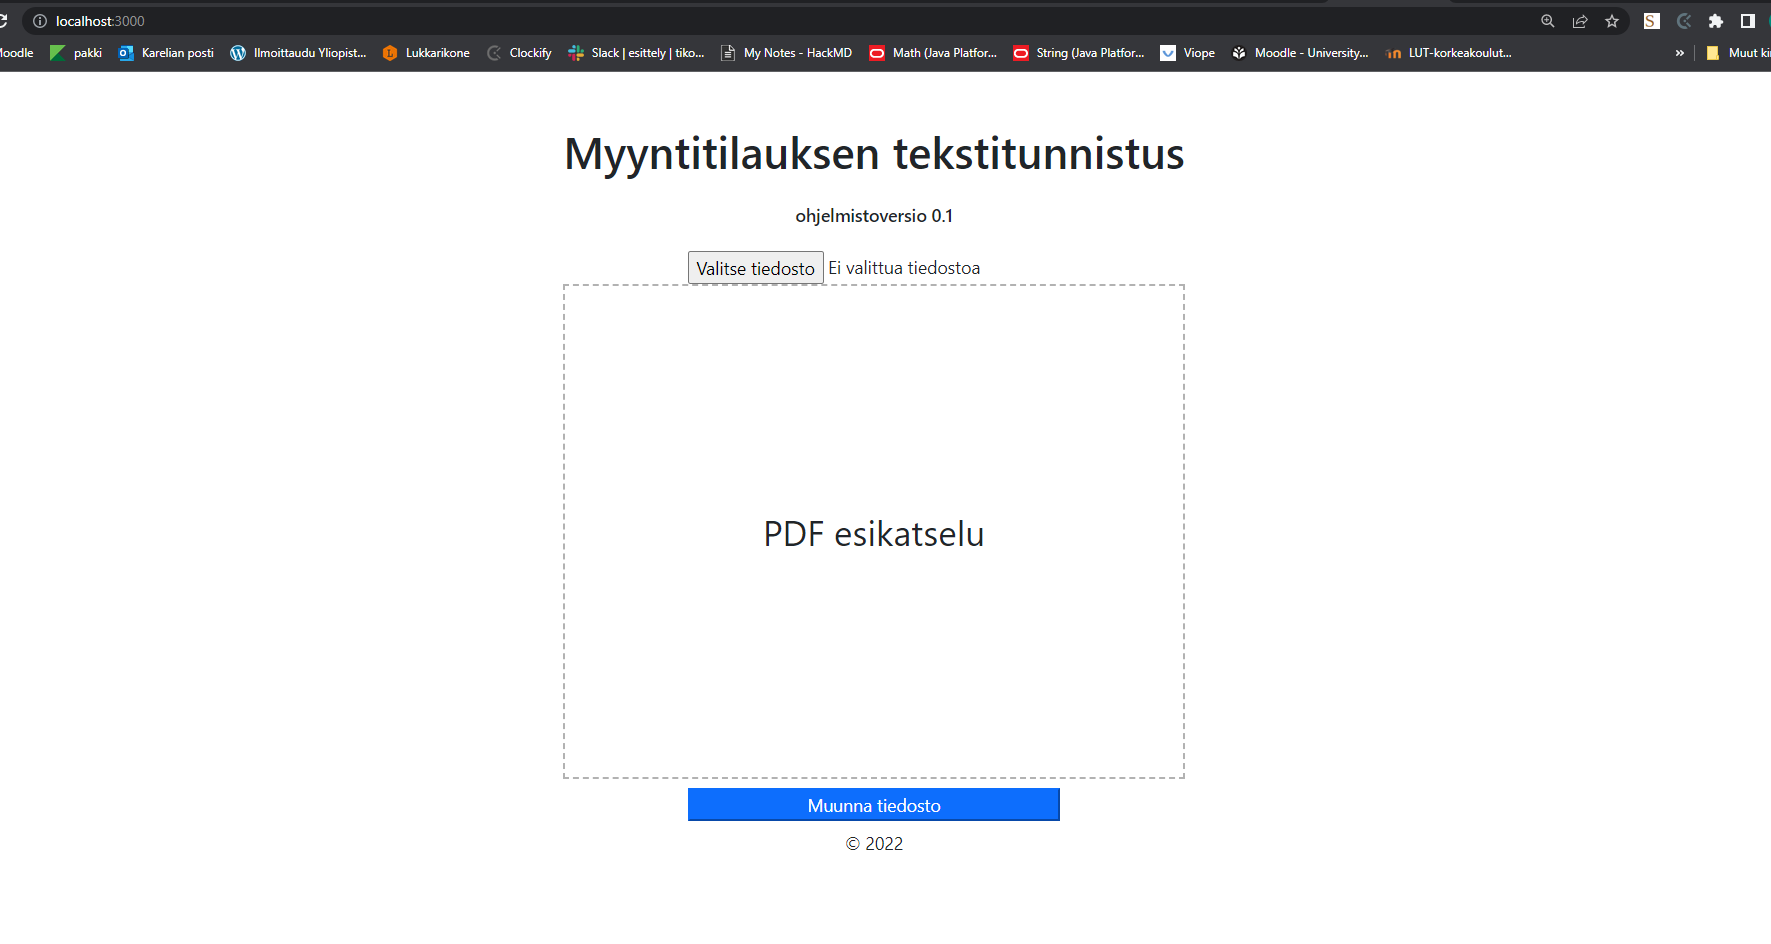 localhost:3000
Moodle pakki Karelian posti Ilmoittaudu Yliopist... Lukkarikone Clockify Slack | esittely | tiko... My Notes - HackMD Math (Java Platfor... String (Java Platfor... Viope Moodle - University... LUT-korkeakoulut... » Muut ki
Myyntitilauksen tekstitunnistus
ohjelmistoversio 0.1
Valitse tiedosto Ei valittua tiedostoa
PDF esikatselu
Muunna tiedosto
© 2022